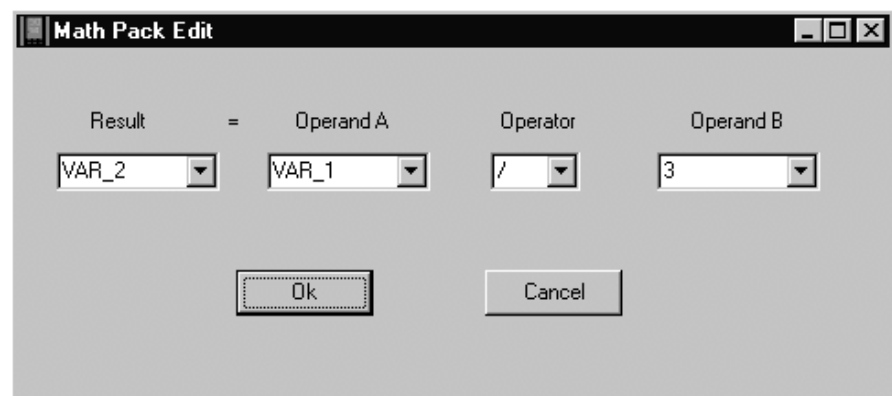 Math Pack Edit
Result = Operand A Operator Operand B
VAR_2 VAR_1 / 3
Ok Cancel